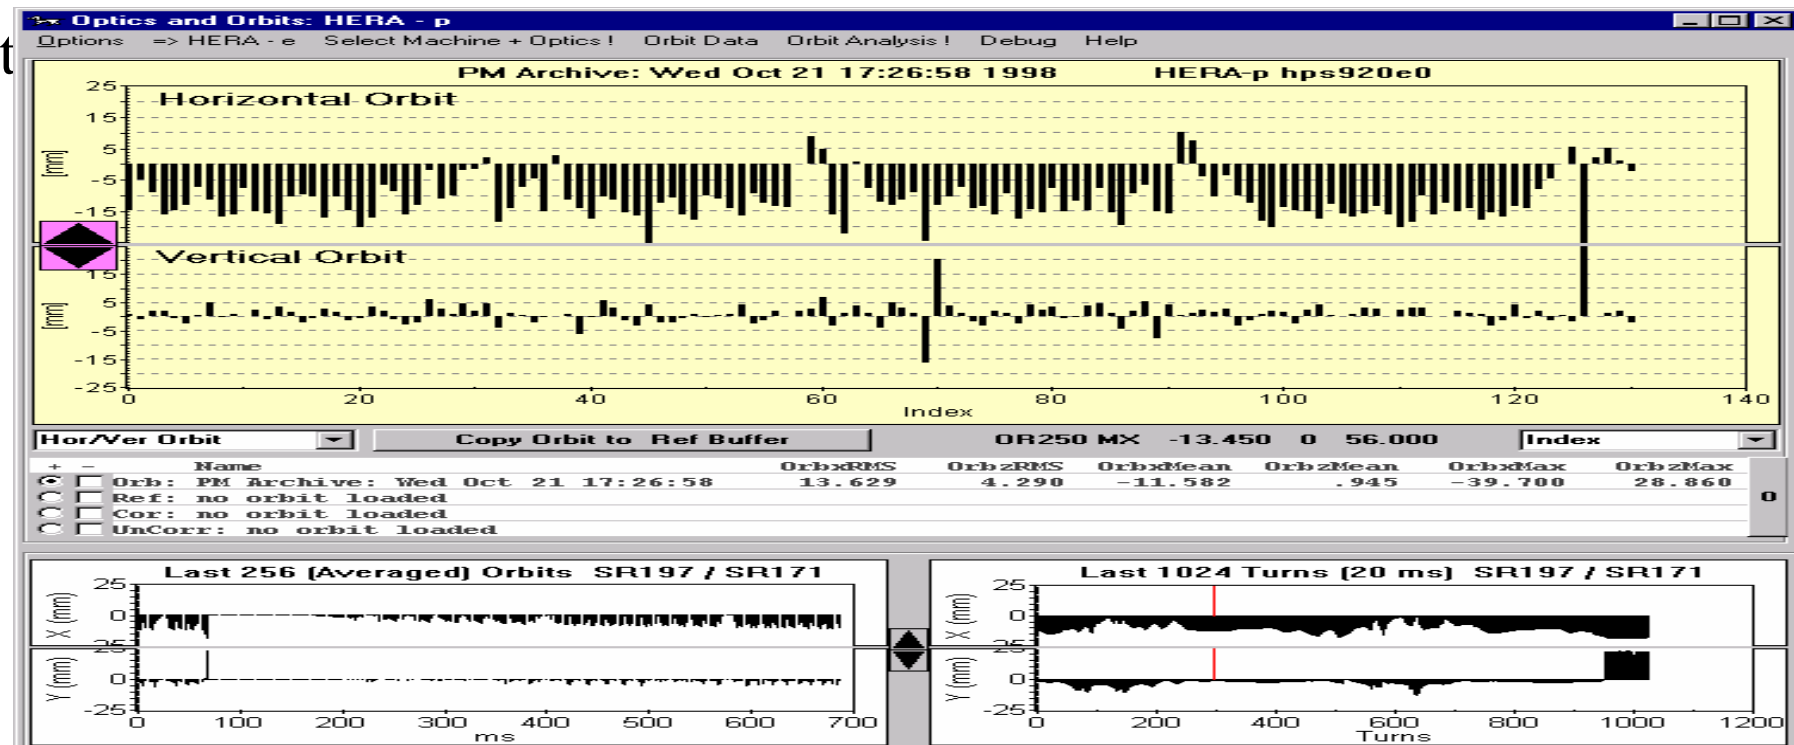 Optics and Orbits: HERA - p
t
Options => HERA - e Select Machine + Optics ! Orbit Data Orbit Analysis ! Debug Help
PM Archive: Wed Oct 21 17:26:58 1998 HERA-p hps920e0
25
Horizontal Orbit
15
5
[mm]
-5
-15
Vertical Orbit
15
5
[mm]
-5
-15
-25
0 20 40 60 80 100 120 140
Index
Hor/Ver Orbit Copy Orbit to Ref Buffer OR250 MX -13.450 0 56.000 Index
+ - Name OrbxRMS OrbzRMS OrbxMean OrbzMean OrbxMax OrbzMax
Orb: PM Archive: Wed Oct 21 17:26:58 13.629 4.290 -11.582 .945 -39.700 28.860
Ref: no orbit loaded
0
Cor: no orbit loaded
UnCorr: no orbit loaded
Last 256 (Averaged) Orbits SR197 / SR171
25
X (mm)
0
Y (mm)
0
-25
0 100 200 300 400 500 600 700
ms
Last 1024 Turns (20 ms) SR197 / SR171
25
X (mm)
0
Y (mm)
0
-25
0 200 400 600 800 1000 1200
Turns